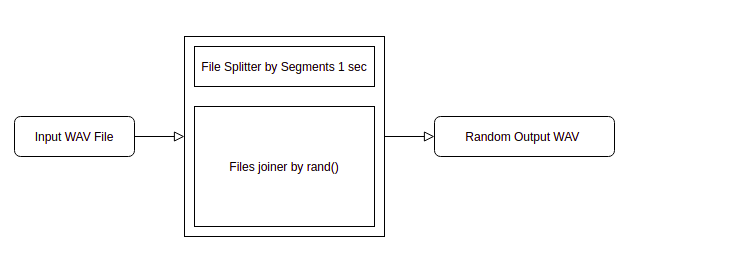 Input WAV File
File Splitter by Segments 1 sec
Files joiner by rand()
Random Output WAV